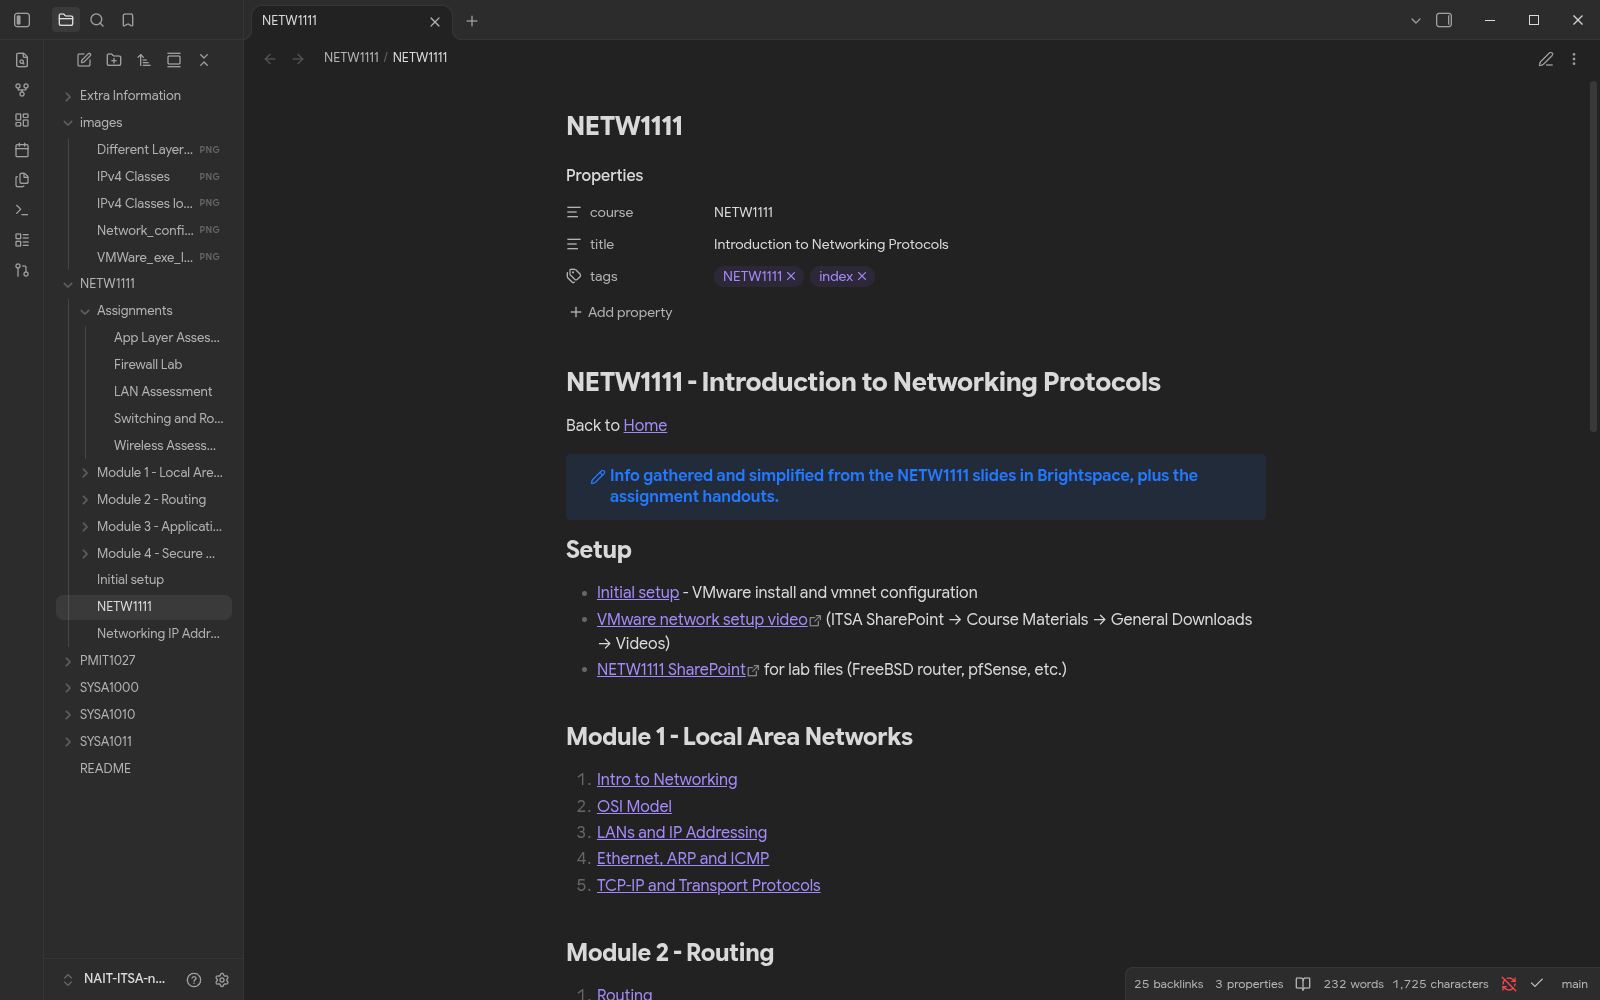 NETW1111
NETW1111 / NETW1111
Extra Information
images
Different Layer... PNG
IPv4 Classes PNG
IPv4 Classes lo... PNG
Network_confi... PNG
VMWare_exe_l... PNG
NETW1111
Assignments
App Layer Asses...
Firewall Lab
LAN Assessment
Switching and Ro...
Wireless Assess...
Module 1 - Local Are...
Module 2 - Routing
Module 3 - Applicati...
Module 4 - Secure ...
Initial setup
NETW1111
Networking IP Addr...
PMIT1027
SYSA1000
SYSA1010
SYSA1011
README
NAIT-ITSA-n...
NETW1111
Properties
course NETW1111
title Introduction to Networking Protocols
tags NETW1111 index
Add property
NETW1111 - Introduction to Networking Protocols
Back to Home
Info gathered and simplified from the NETW1111 slides in Brightspace, plus the
assignment handouts.
Setup
• Initial setup - VMware install and vmnet configuration
• VMware network setup video (ITSA SharePoint → Course Materials → General Downloads
→ Videos)
• NETW1111 SharePoint for lab files (FreeBSD router, pfSense, etc.)
Module 1 - Local Area Networks
1. Intro to Networking
2. OSI Model
3. LANs and IP Addressing
4. Ethernet, ARP and ICMP
5. TCP-IP and Transport Protocols
Module 2 - Routing
1. Routing
25 backlinks 3 properties 232 words 1,725 characters main